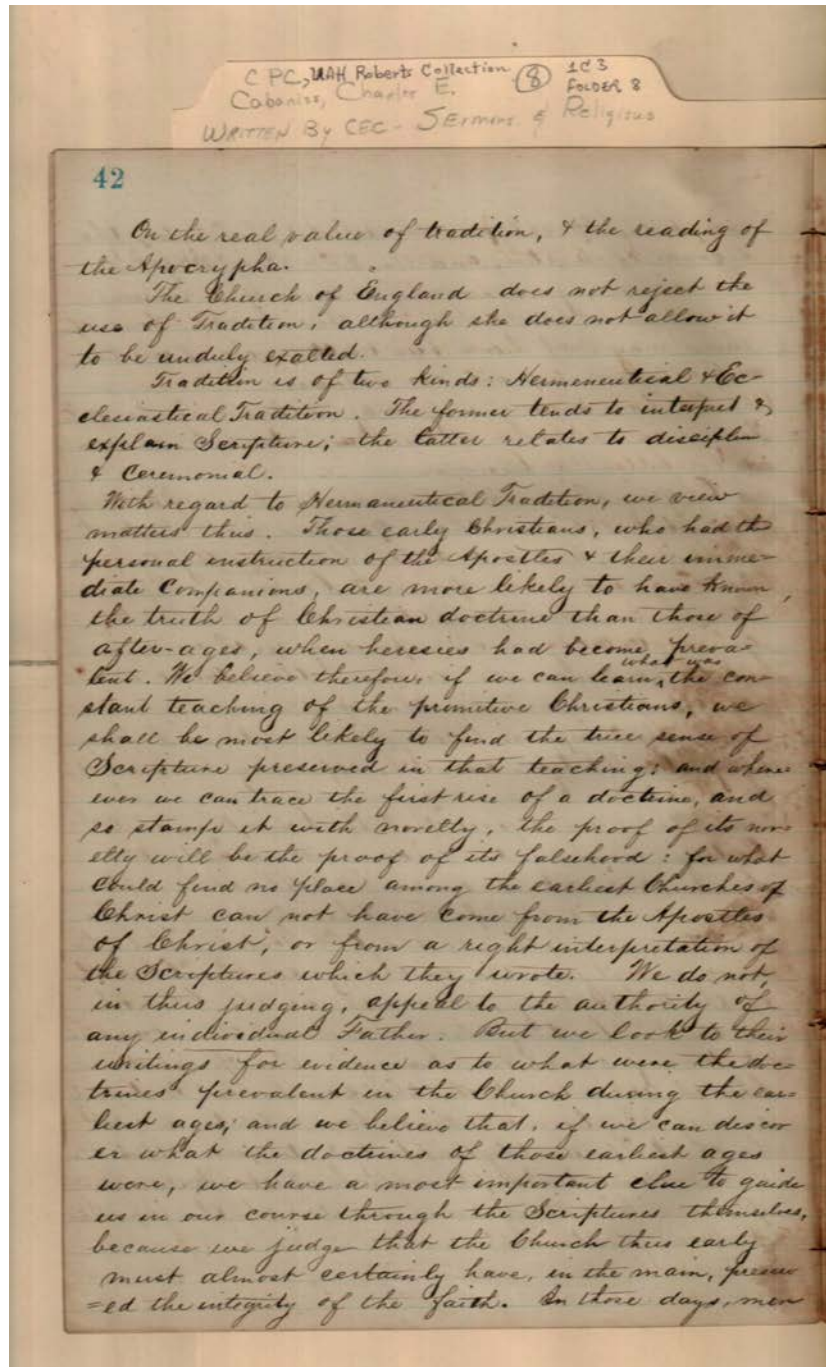 CPC, UAH Roberts Collection (8) 1C3
Cabaniss, Charles E. FOLDER 8
WRITTEN By CEC - SErmons & Religious
42
On the real value of tradition, & the reading of
the Apocrypha.
The Church of England does not reject the
use of Tradition, although she does not allow it
to be unduly exalted.
Tradition is of two kinds: Hermeneutical & Ec-
clesiastical Tradition. The former tends to interpret &
explain Scripture; the latter relates to disciplin
& Ceremonial.
With regard to Hermaneutical Tradition, we view
matters thus. Those early Christians, who had th
personal instruction of the Apostles & their imme-
diate Companions, are more likely to have known,
the truth of Christian doctrine than those of
after-ages, when heresies had become preva-
lent. We believe therefore, if we can learn what was the con-
stant teaching of the primitive Christians, we
shall be most likely to find the true sense of
Scripture preserved in that teaching: and when-
ever we can trace the first rise of a doctrine, and
so stamp it with novelty, the proof of its nov-
elty will be the proof of its falsehood: for what
could find no place among the earliest Churches of
Christ can not have come from the Apostles
of Christ, or from a right interpretation of
the Scriptures which they wrote. We do not,
in thus judging, appeal to the authority of
any individual Father. But we look to their
writings for evidence as to what were the doc-
trines prevalent in the Church during the ear-
liest ages; and we believe that, if we can discov
er what the doctrines of those earliest ages
were, we have a most important clue to guide
us in our course through the Scriptures themselves,
because we judge that the Church thus early
must almost certainly have, in the main, preserv
=ed the integrity of the faith. In those days, men